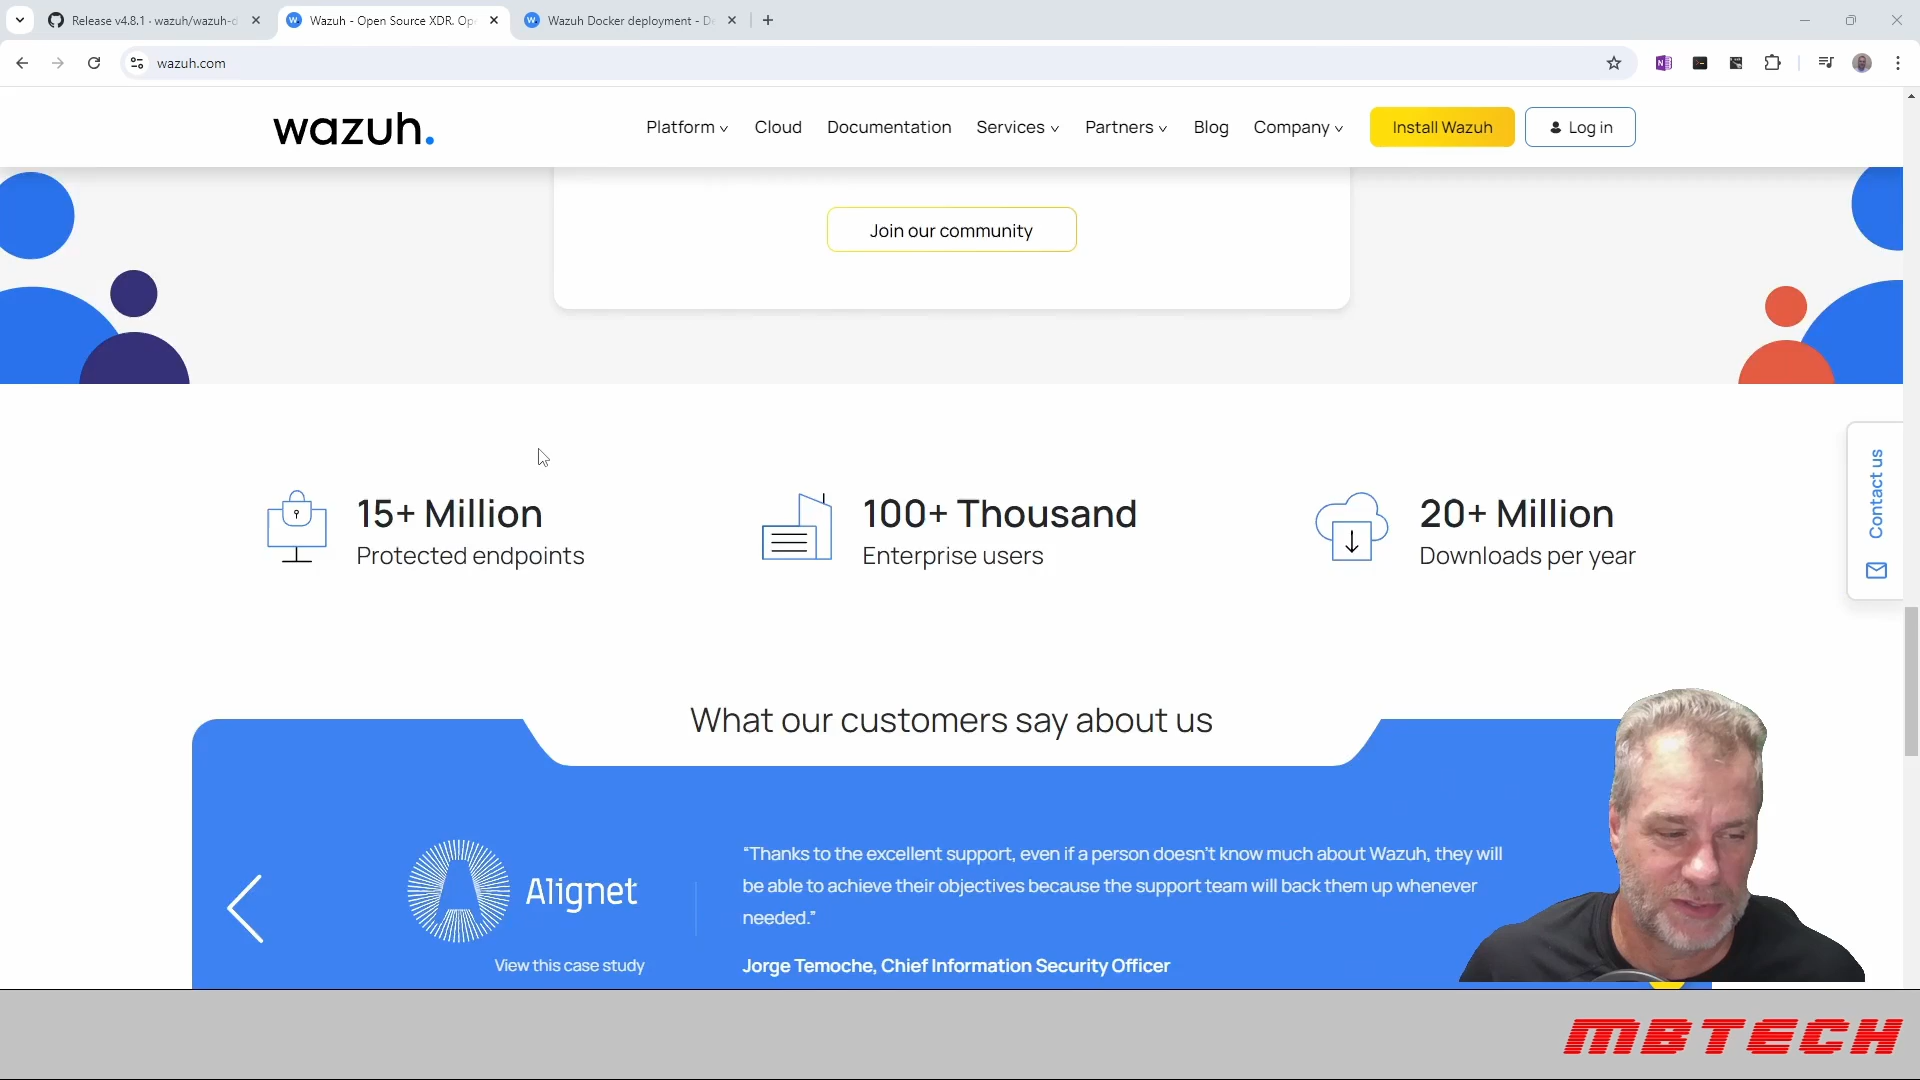 Release v4.8.1 · wazuh/wazuh-d
Wazuh - Open Source XDR. Op
Wazuh Docker deployment - D
wazuh.com
wazuh.
Platform
Cloud
Documentation
Services
Partners
Blog
Company
Install Wazuh
Log in
Join our community
Contact us
15+ Million
Protected endpoints
100+ Thousand
Enterprise users
20+ Million
Downloads per year
What our customers say about us
Alignet
View this case study
“Thanks to the excellent support, even if a person doesn’t know much about Wazuh, they will
be able to achieve their objectives because the support team will back them up whenever
needed.”
Jorge Temoche, Chief Information Security Officer
MBTECH